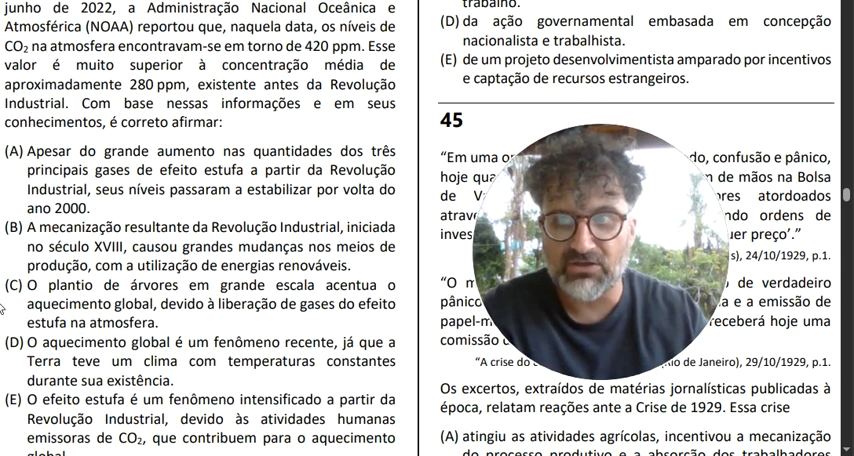 junho de 2022, a Administração Nacional Oceânica e
Atmosférica (NOAA) reportou que, naquela data, os níveis de
CO₂ na atmosfera encontravam-se em torno de 420 ppm. Esse
valor é muito superior à concentração média de
aproximadamente 280 ppm, existente antes da Revolução
Industrial. Com base nessas informações e em seus
conhecimentos, é correto afirmar:
(A) Apesar do grande aumento nas quantidades dos três
principais gases de efeito estufa a partir da Revolução
Industrial, seus níveis passaram a estabilizar por volta do
ano 2000.
(B) A mecanização resultante da Revolução Industrial, iniciada
no século XVIII, causou grandes mudanças nos meios de
produção, com a utilização de energias renováveis.
(C) O plantio de árvores em grande escala acentua o
aquecimento global, devido à liberação de gases do efeito
estufa na atmosfera.
(D) O aquecimento global é um fenômeno recente, já que a
Terra teve um clima com temperaturas constantes
durante sua existência.
(E) O efeito estufa é um fenômeno intensificado a partir da
Revolução Industrial, devido às atividades humanas
emissoras de CO₂, que contribuem para o aquecimento
global.
trabalho.
(D) da ação governamental embasada em concepção
nacionalista e trabalhista.
(E) de um projeto desenvolvimentista amparado por incentivos
e captação de recursos estrangeiros.
45
“Em uma confusão e pânico,
hoje de mãos na Bolsa
de atordoados
ordens de
preço’.”
24/10/1929, p.1.
“O de verdadeiro
pânico e a emissão de
receberá hoje uma
comissão
“A crise do de Janeiro), 29/10/1929, p.1.
Os excertos, extraídos de matérias jornalísticas publicadas à
época, relatam reações ante a Crise de 1929. Essa crise
(A) atingiu as atividades agrícolas, incentivou a mecanização
do processo produtivo e a absorção dos trabalhadores